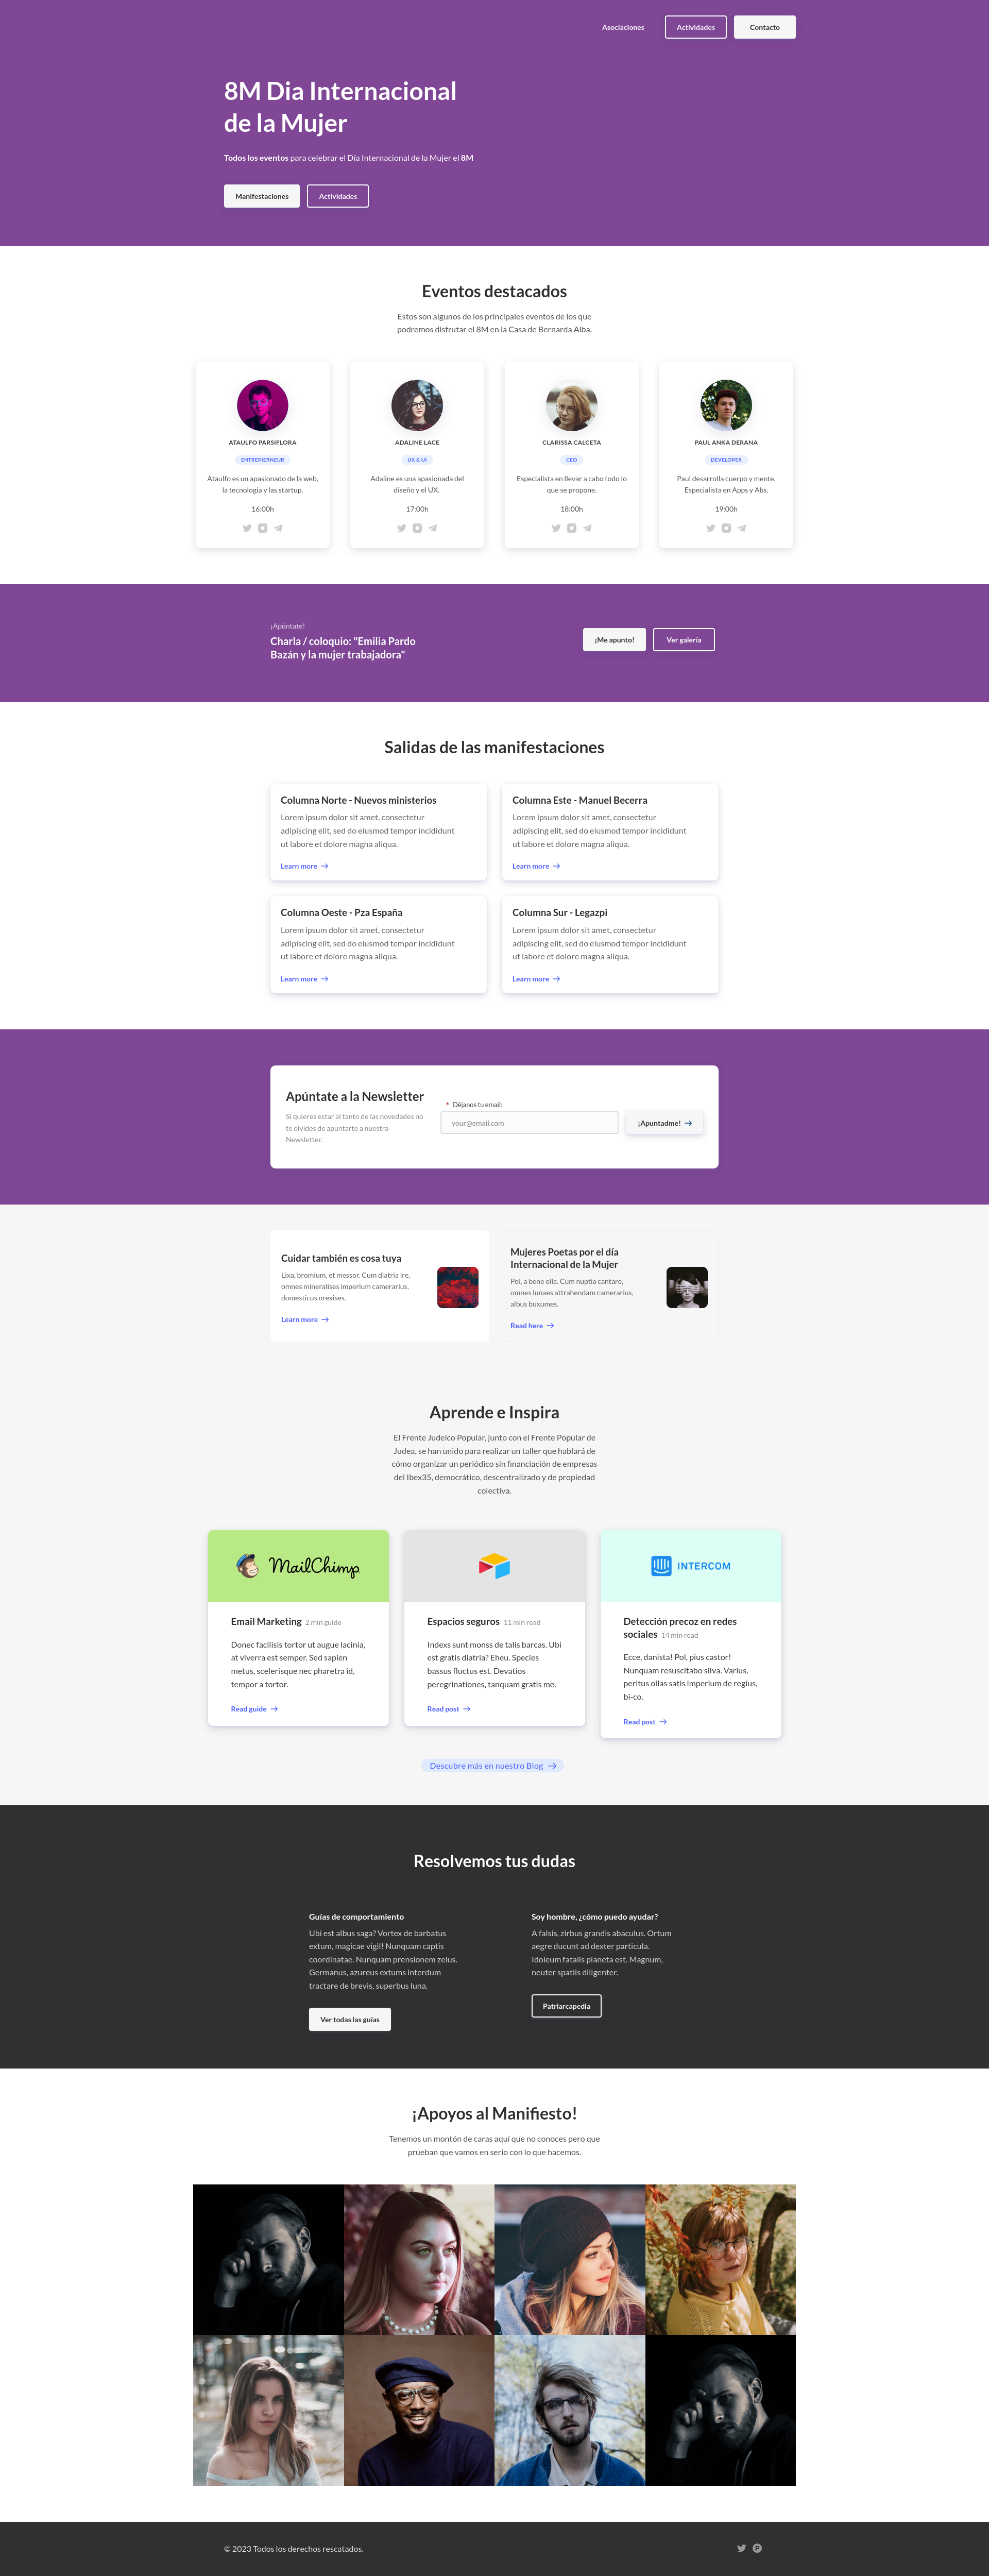 Asociaciones
Actividades
Contacto
8M Dia Internacional
de la Mujer
Todos los eventos para celebrar el Día Internacional de la Mujer el 8M
Manifestaciones
Actividades
Eventos destacados
Estos son algunos de los principales eventos de los que
podremos disfrutar el 8M en la Casa de Bernarda Alba.
ATAULFO PARSIFLORA
ENTREPIERNEUR
Ataulfo es un apasionado de la web,
la tecnología y las startup.
16:00h
ADALINE LACE
UX & UI
Adaline es una apasionada del
diseño y el UX.
17:00h
CLARISSA CALCETA
CEO
Especialista en llevar a cabo todo lo
que se propone.
18:00h
PAUL ANKA DERANA
DEVELOPER
Paul desarrolla cuerpo y mente.
Especialista en Apps y Abs.
19:00h
¡Apúntate!
Charla / coloquio: "Emilia Pardo
Bazán y la mujer trabajadora"
¡Me apunto!
Ver galería
Salidas de las manifestaciones
Columna Norte - Nuevos ministerios
Lorem ipsum dolor sit amet, consectetur
adipiscing elit, sed do eiusmod tempor incididunt
ut labore et dolore magna aliqua.
Learn more
Columna Este - Manuel Becerra
Lorem ipsum dolor sit amet, consectetur
adipiscing elit, sed do eiusmod tempor incididunt
ut labore et dolore magna aliqua.
Learn more
Columna Oeste - Pza España
Lorem ipsum dolor sit amet, consectetur
adipiscing elit, sed do eiusmod tempor incididunt
ut labore et dolore magna aliqua.
Learn more
Columna Sur - Legazpi
Lorem ipsum dolor sit amet, consectetur
adipiscing elit, sed do eiusmod tempor incididunt
ut labore et dolore magna aliqua.
Learn more
Apúntate a la Newsletter
Si quieres estar al tanto de las novedades no
te olvides de apuntarte a nuestra
Newsletter.
* Déjanos tu email:
your@email.com
¡Apuntadme!
Cuidar también es cosa tuya
Lixa, bromium, et messor. Cum diatria ire,
omnes mineralises imperium camerarius,
domesticus orexises.
Learn more
Mujeres Poetas por el día
Internacional de la Mujer
Pol, a bene olla. Cum nuptia cantare,
omnes lunaes attrahendam camerarius,
albus buxumes.
Read here
Aprende e Inspira
El Frente Judeico Popular, junto con el Frente Popular de
Judea, se han unido para realizar un taller que hablará de
cómo organizar un periódico sin financiación de empresas
del Ibex35, democrático, descentralizado y de propiedad
colectiva.
MailChimp
Email Marketing 2 min guide
Donec facilisis tortor ut augue lacinia,
at viverra est semper. Sed sapien
metus, scelerisque nec pharetra id,
tempor a tortor.
Read guide
Espacios seguros 11 min read
Indexs sunt monss de talis barcas. Ubi
est gratis diatria? Eheu. Species
bassus fluctus est. Devatios
peregrinationes, tanquam gratis me.
Read post
INTERCOM
Detección precoz en redes
sociales 14 min read
Ecce, danista! Pol, pius castor!
Nunquam resuscitabo silva. Varius,
peritus ollas satis imperium de regius,
bi-co.
Read post
Descubre más en nuestro Blog
Resolvemos tus dudas
Guías de comportamiento
Ubi est albus saga? Vortex de barbatus
extum, magicae vigil! Nunquam captis
coordinatae. Nunquam prensionem zelus.
Germanus, azureus extums interdum
tractare de brevis, superbus luna.
Ver todas las guías
Soy hombre, ¿cómo puedo ayudar?
A falsis, zirbus grandis abaculus. Ortum
aegre ducunt ad dexter particula.
Idoleum fatalis planeta est. Magnum,
neuter spatiis diligenter.
Patriarcapedia
¡Apoyos al Manifiesto!
Tenemos un montón de caras aquí que no conoces pero que
prueban que vamos en serio con lo que hacemos.
© 2023 Todos los derechos rescatados.